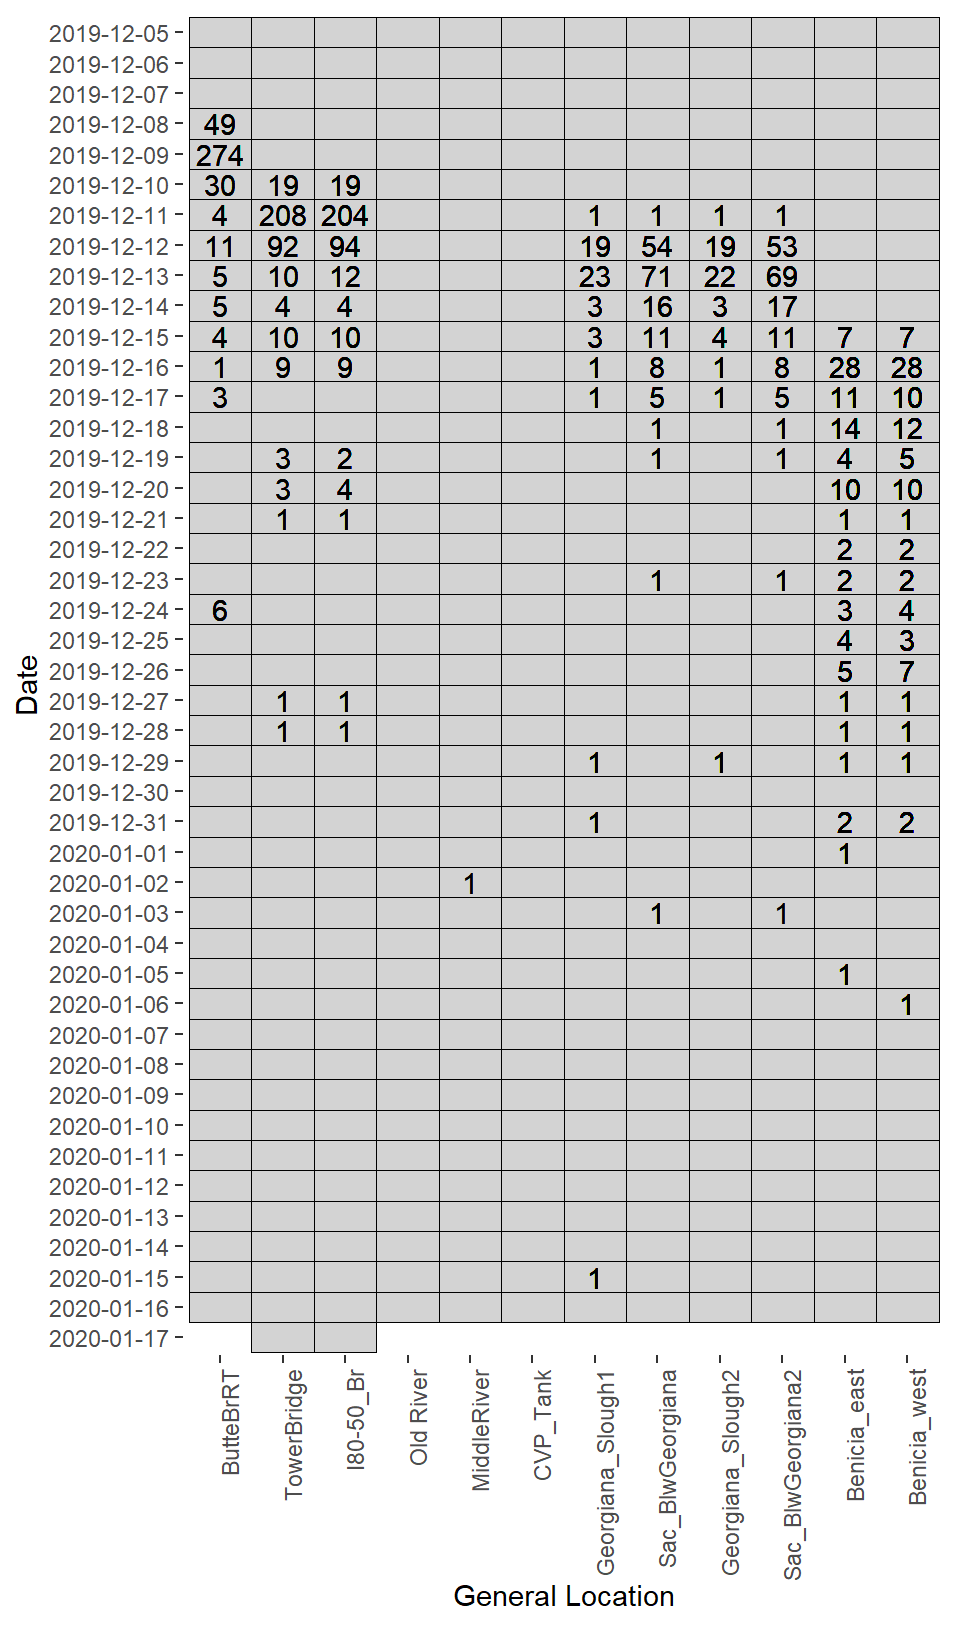 2019-12-05
2019-12-06
2019-12-07
2019-12-08 49
2019-12-09 274
2019-12-10 30 19 19
2019-12-11 4 208 204 1 1 1 1
2019-12-12 11 92 94 19 54 19 53
2019-12-13 5 10 12 23 71 22 69
2019-12-14 5 4 4 3 16 3 17
2019-12-15 4 10 10 3 11 4 11 7 7
2019-12-16 1 9 9 1 8 1 8 28 28
2019-12-17 3 1 5 1 5 11 10
2019-12-18 1 1 14 12
2019-12-19 3 2 1 1 4 5
2019-12-20 3 4 10 10
2019-12-21 1 1 1 1
2019-12-22 2 2
2019-12-23 1 1 2 2
2019-12-24 6 3 4
2019-12-25 4 3
2019-12-26 5 7
2019-12-27 1 1 1 1
2019-12-28 1 1 1 1
2019-12-29 1 1 1 1
2019-12-30
2019-12-31 1 2 2
2020-01-01 1
2020-01-02 1
2020-01-03 1 1
2020-01-04
2020-01-05 1
2020-01-06 1
2020-01-07
2020-01-08
2020-01-09
2020-01-10
2020-01-11
2020-01-12
2020-01-13
2020-01-14
2020-01-15 1
2020-01-16
2020-01-17
Date
ButteBrRT
TowerBridge
I80-50_Br
Old River
MiddleRiver
CVP_Tank
Georgiana_Slough1
Sac_BlwGeorgiana
Georgiana_Slough2
Sac_BlwGeorgiana2
Benicia_east
Benicia_west
General Location